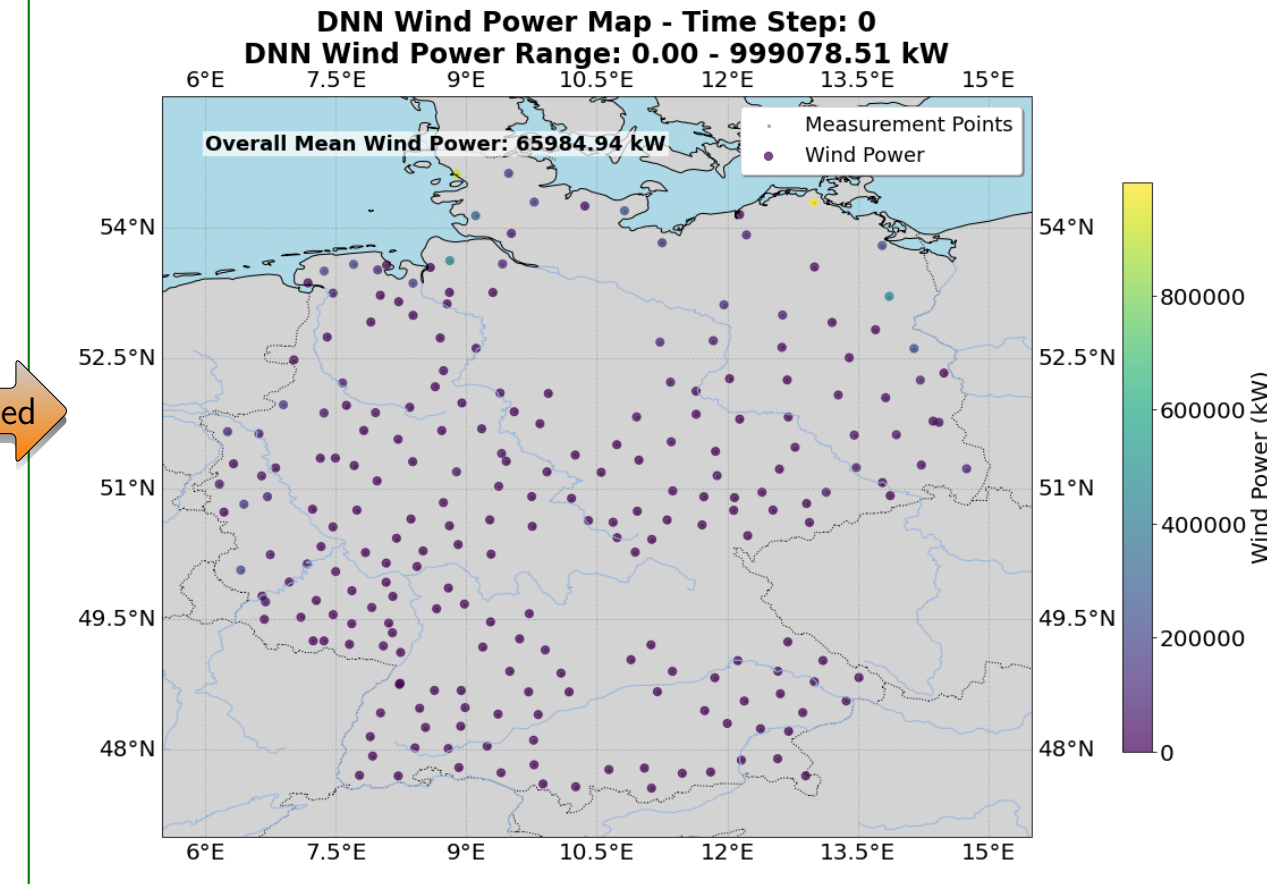 DNN Wind Power Map - Time Step: 0
DNN Wind Power Range: 0.00 - 999078.51 kW
6°E 7.5°E 9°E 10.5°E 12°E 13.5°E 15°E
Overall Mean Wind Power: 65984.94 kW
Measurement Points
Wind Power
54°N 54°N
52.5°N 52.5°N
51°N 51°N
49.5°N 49.5°N
48°N 48°N
6°E 7.5°E 9°E 10.5°E 12°E 13.5°E 15°E
800000
600000
400000
200000
0
Wind Power (kW)
ed